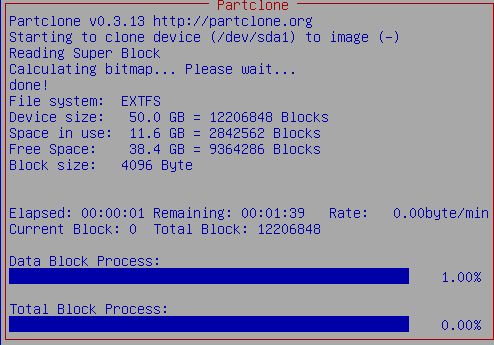 Partclone
Partclone v0.3.13 http://partclone.org
Starting to clone device (/dev/sda1) to image (-)
Reading Super Block
Calculating bitmap... Please wait...
done!
File system:  EXTFS
Device size:   50.0 GB = 12206848 Blocks
Space in use:  11.6 GB = 2842562 Blocks
Free Space:    38.4 GB = 9364286 Blocks
Block size:   4096 Byte
Elapsed: 00:00:01 Remaining: 00:01:39   Rate:   0.00byte/min
Current Block: 0  Total Block: 12206848
Data Block Process:
1.00%
Total Block Process:
0.00%